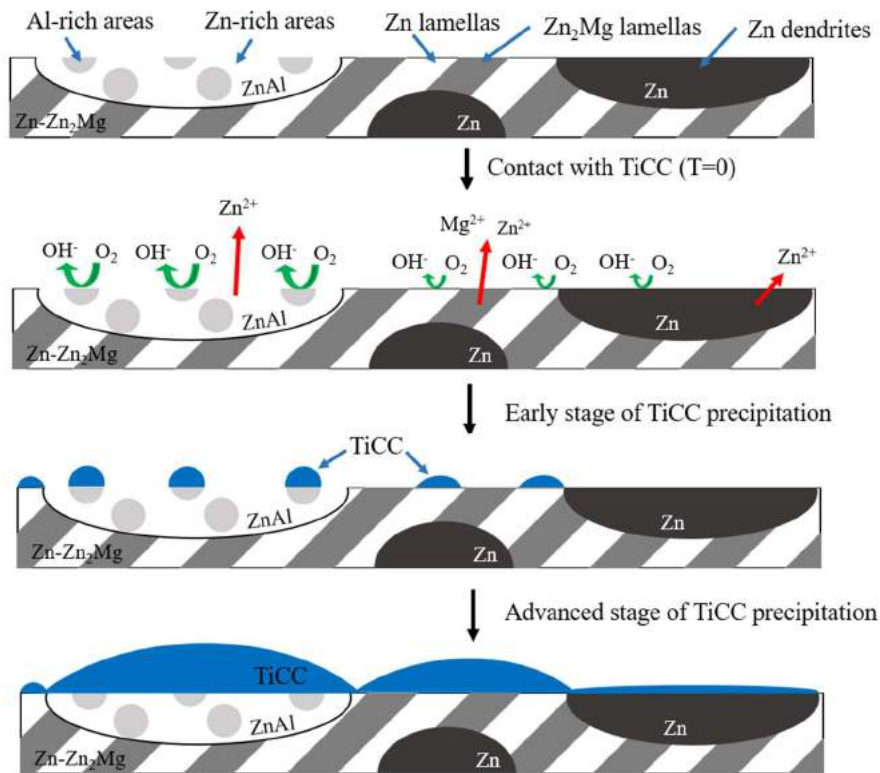 Al-rich areas
Zn-rich areas
Zn lamellas
Zn₂Mg lamellas
Zn dendrites
ZnAl
Zn
Zn
Zn-Zn₂Mg
Contact with TiCC (T=0)
Zn²⁺
Mg²⁺
Zn²⁺
OH⁻ O₂
OH⁻ O₂
OH⁻ O₂
OH⁻ O₂
OH⁻ O₂
OH⁻ O₂
Zn²⁺
ZnAl
Zn
Zn
Zn-Zn₂Mg
Early stage of TiCC precipitation
TiCC
ZnAl
Zn
Zn
Zn-Zn₂Mg
Advanced stage of TiCC precipitation
TiCC
ZnAl
Zn
Zn
Zn-Zn₂Mg